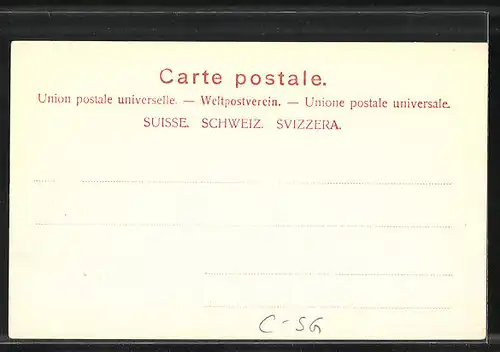 Carte postale.
Union postale universelle. — Weltpostverein. — Unione postale universale.
SUISSE. SCHWEIZ. SVIZZERA.
C-SG